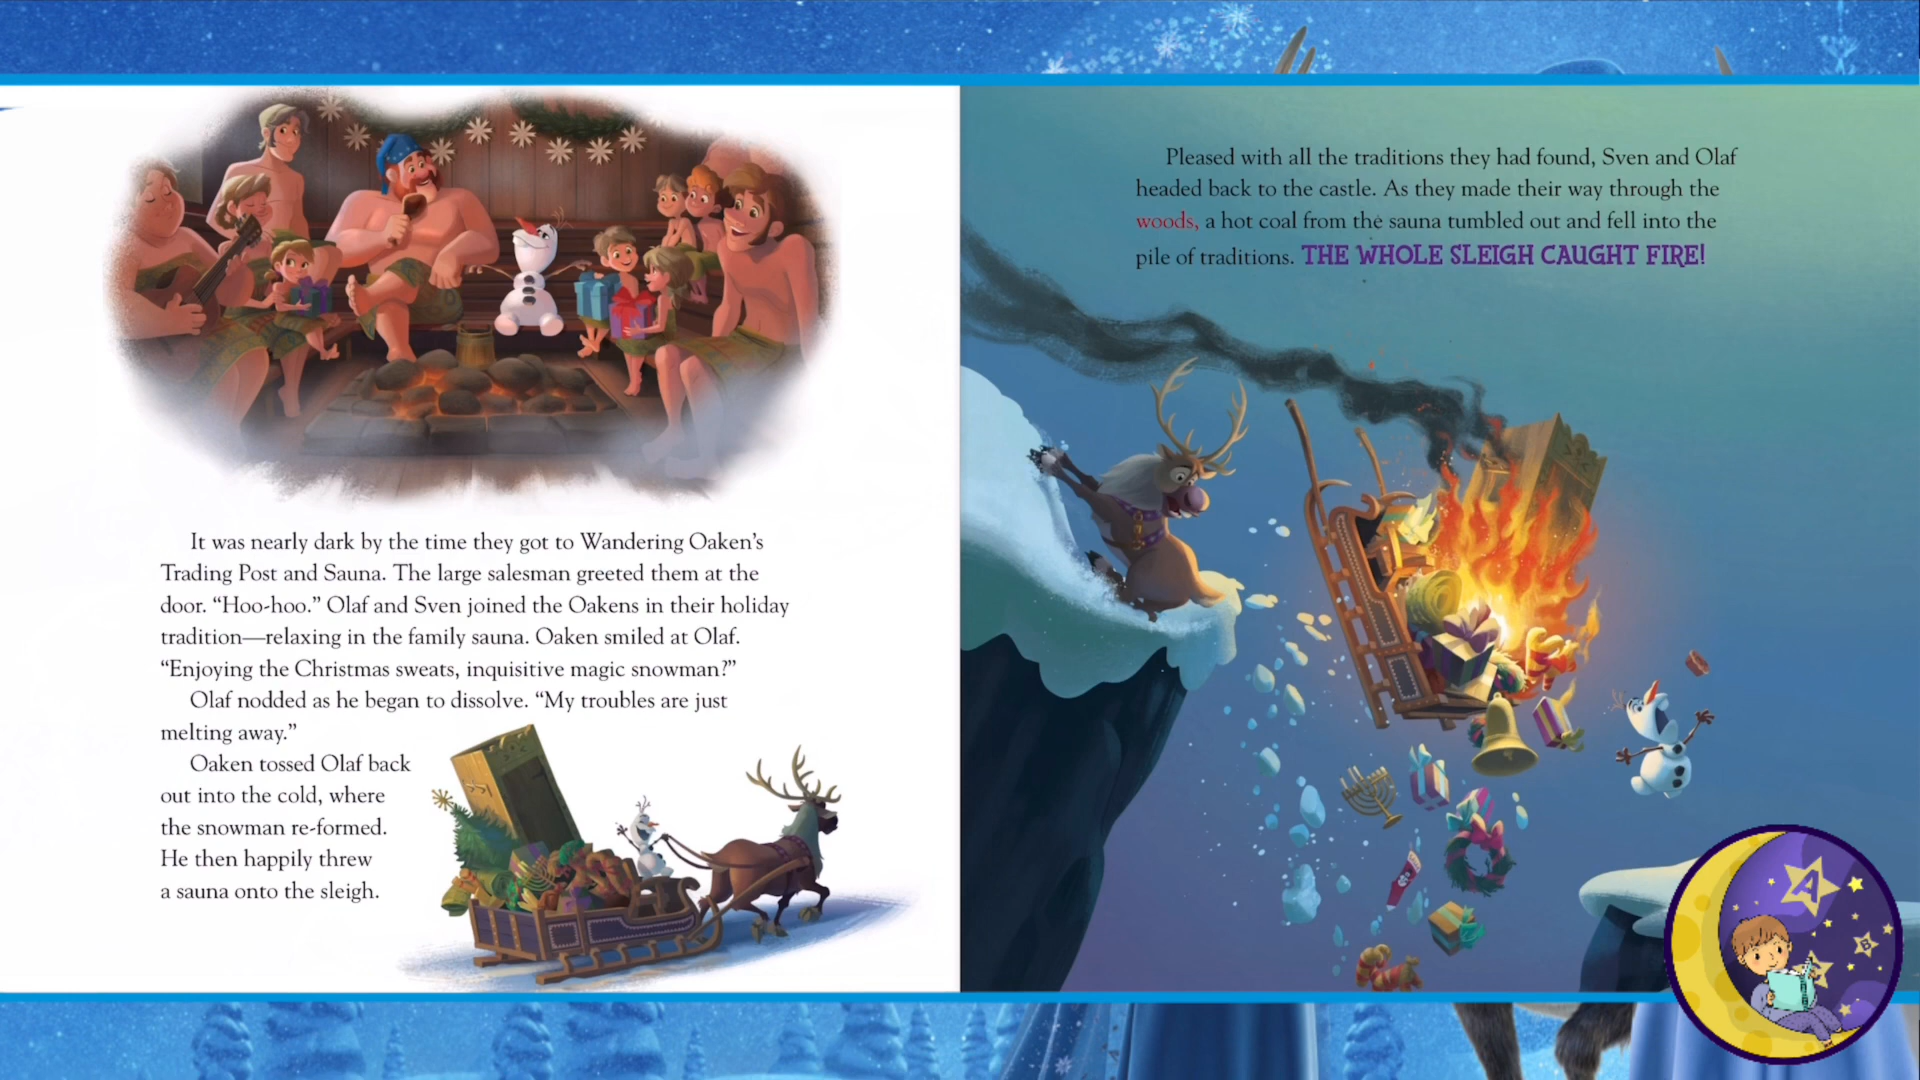 It was nearly dark by the time they got to Wandering Oaken’s
Trading Post and Sauna. The large salesman greeted them at the
door. “Hoo-hoo.” Olaf and Sven joined the Oakens in their holiday
tradition—relaxing in the family sauna. Oaken smiled at Olaf.
“Enjoying the Christmas sweats, inquisitive magic snowman?”
Olaf nodded as he began to dissolve. “My troubles are just
melting away.”
Oaken tossed Olaf back
out into the cold, where
the snowman re-formed.
He then happily threw
a sauna onto the sleigh.
Pleased with all the traditions they had found, Sven and Olaf
headed back to the castle. As they made their way through the
woods, a hot coal from the sauna tumbled out and fell into the
pile of traditions. THE WHOLE SLEIGH CAUGHT FIRE!
A
B